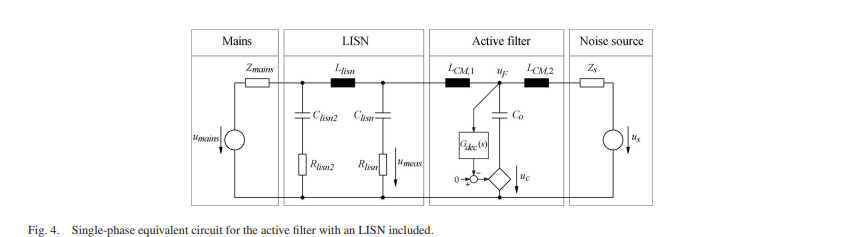 Mains LISN Active filter Noise source
Zmains Llisn LCM,1 uF LCM,2 Zs
Clisn2 Clisn Co
umains Gdec(s) us
Rlisn2 Rlisn umeas
0 + - uc
Fig. 4. Single-phase equivalent circuit for the active filter with an LISN included.